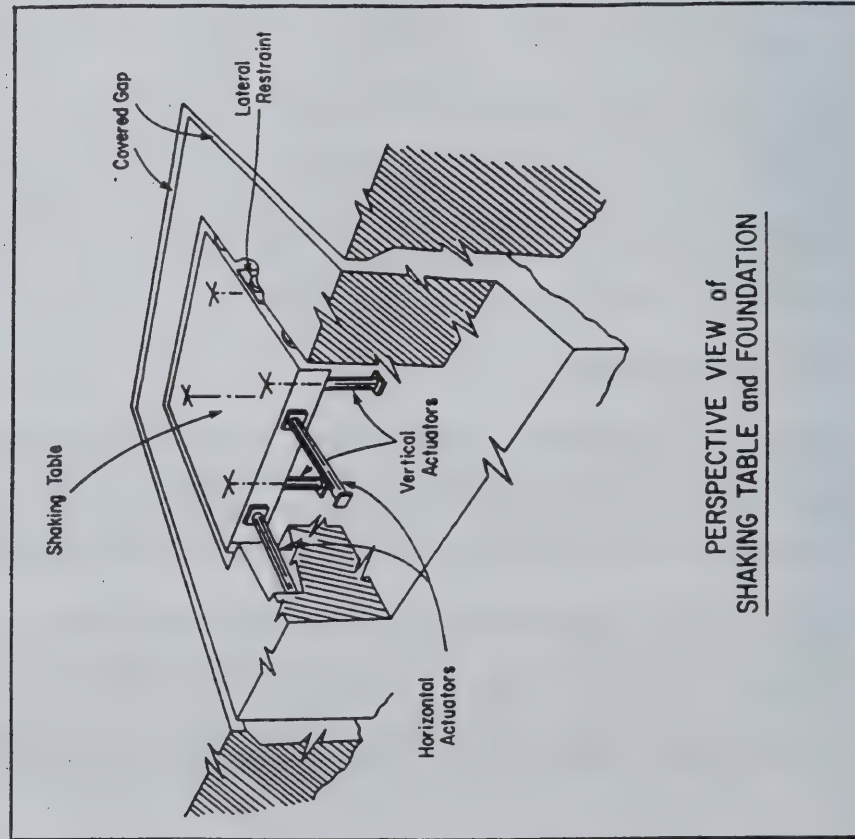 Shaking Table
Covered Gap
Lateral
Restraint
Vertical
Actuators
Horizontal
Actuators
PERSPECTIVE VIEW of
SHAKING TABLE and FOUNDATION